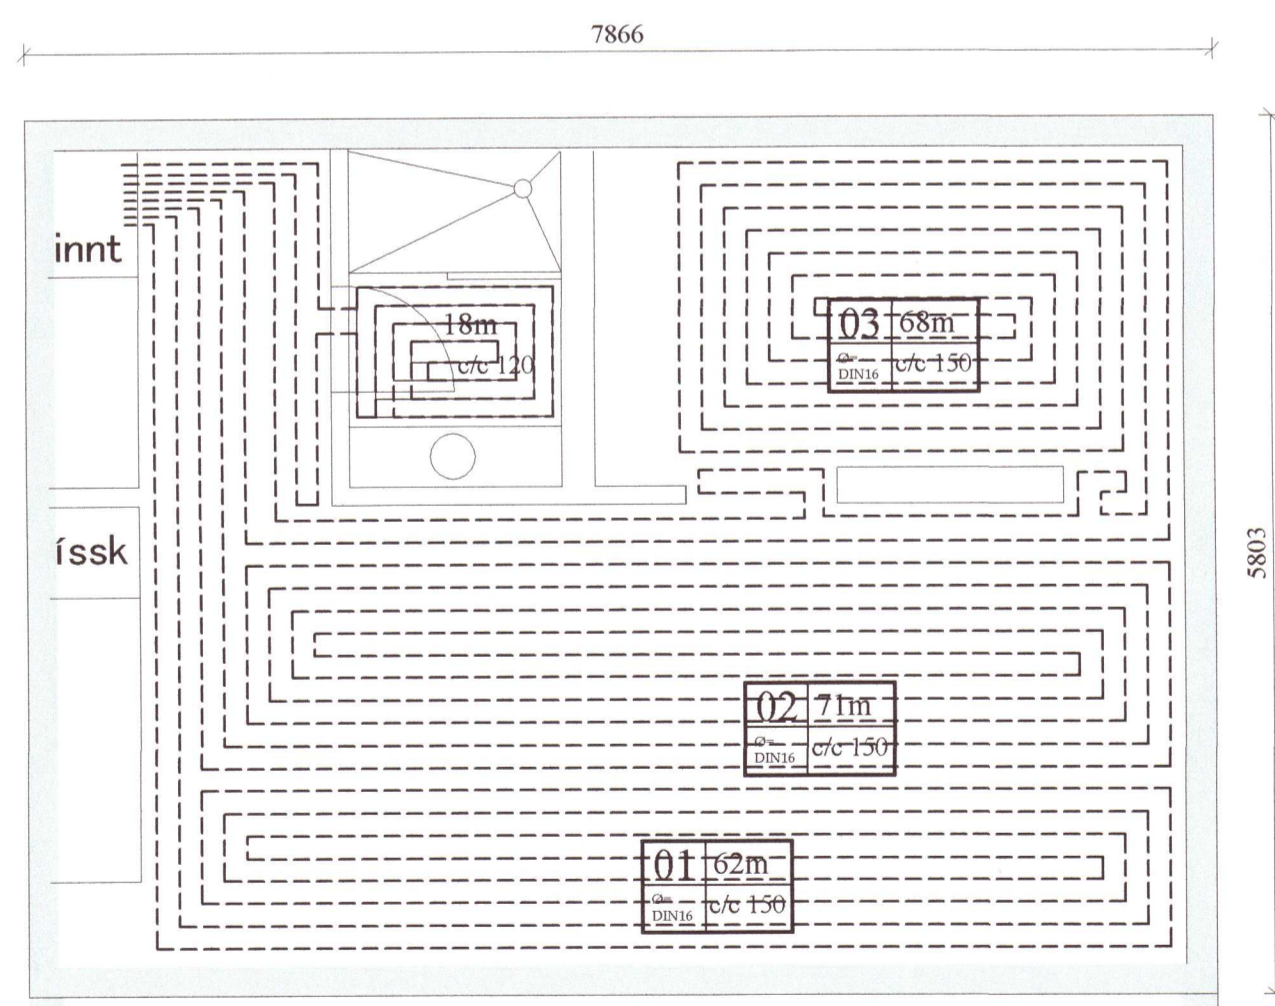 7866
innt
18m
c/c 120
03 68m
Ø=
DIN16
c/c 150
íssk
5803
02 71m
Ø=
DIN16
c/c 150
01 62m
Ø=
DIN16
c/c 150